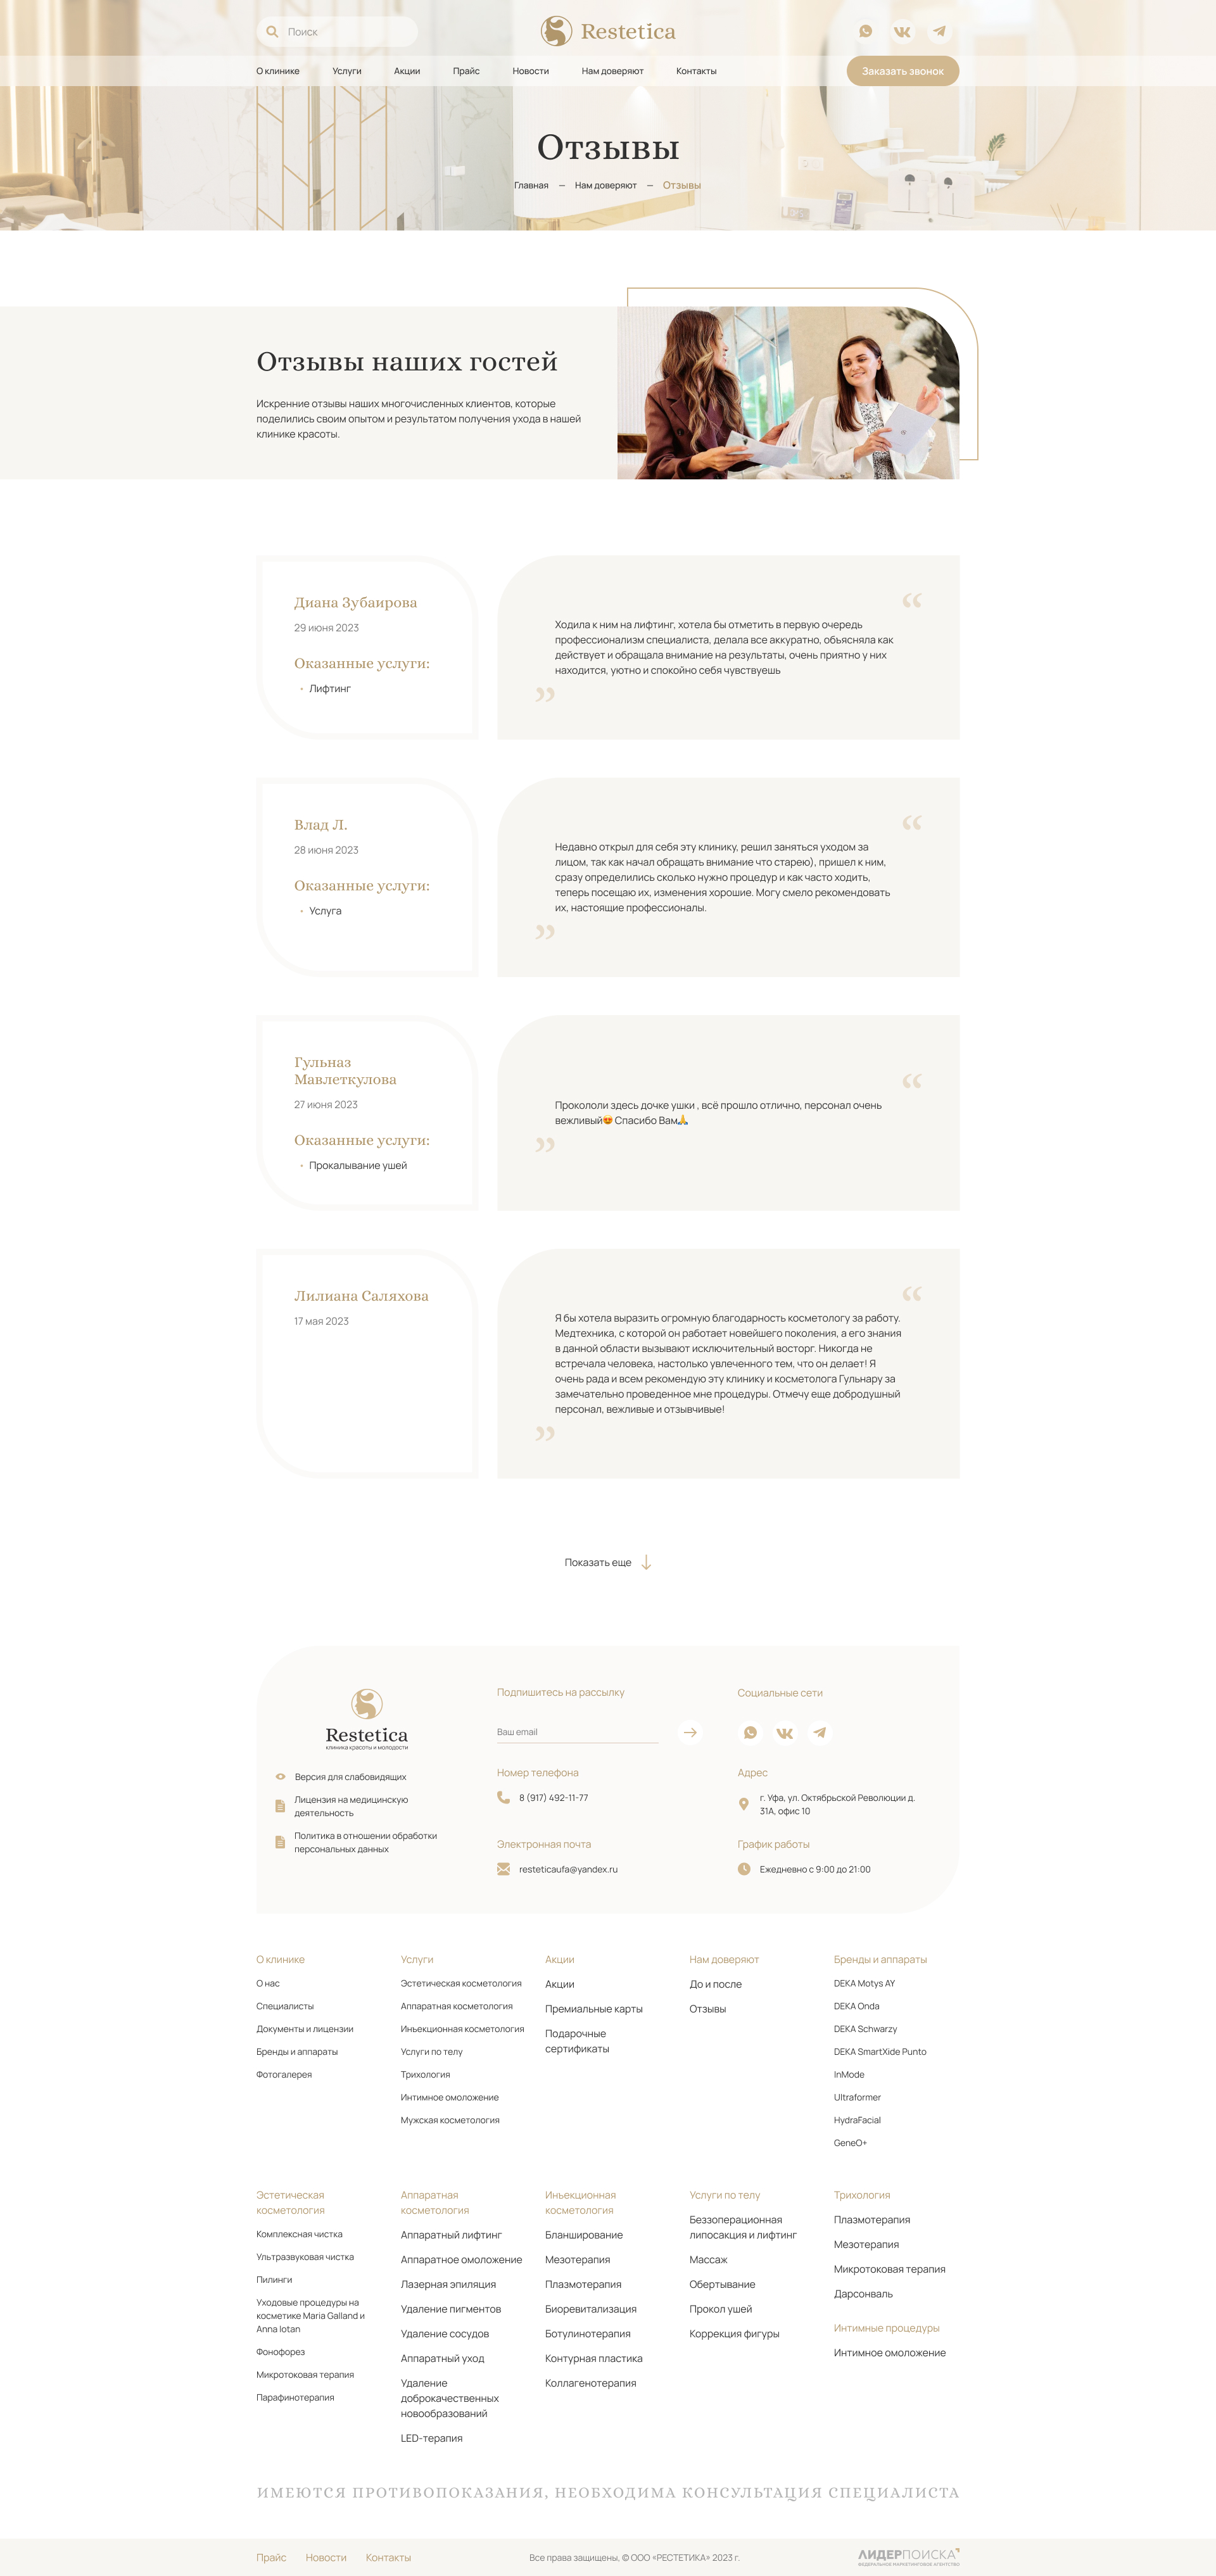 Поиск
Restetica
О клинике
Услуги
Акции
Прайс
Новости
Нам доверяют
Контакты
Заказать звонок
Отзывы
Главная — Нам доверяют — Отзывы
Отзывы наших гостей
Искренние отзывы наших многочисленных клиентов, которые
поделились своим опытом и результатом получения ухода в нашей
клинике красоты.
Диана Зубаирова
29 июня 2023
Оказанные услуги:
Лифтинг
“
Ходила к ним на лифтинг, хотела бы отметить в первую очередь
профессионализм специалиста, делала все аккуратно, объясняла как
действует и обращала внимание на результаты, очень приятно у них
находится, уютно и спокойно себя чувствуешь
”
Влад Л.
28 июня 2023
Оказанные услуги:
Услуга
“
Недавно открыл для себя эту клинику, решил заняться уходом за
лицом, так как начал обращать внимание что старею), пришел к ним,
сразу определились сколько нужно процедур и как часто ходить,
теперь посещаю их, изменения хорошие. Могу смело рекомендовать
их, настоящие профессионалы.
”
Гульназ
Мавлеткулова
27 июня 2023
Оказанные услуги:
Прокалывание ушей
“
Прокололи здесь дочке ушки , всё прошло отлично, персонал очень
вежливый😍 Спасибо Вам🙏
”
Лилиана Саляхова
17 мая 2023
“
Я бы хотела выразить огромную благодарность косметологу за работу.
Медтехника, с которой он работает новейшего поколения, а его знания
в данной области вызывают исключительный восторг. Никогда не
встречала человека, настолько увлеченного тем, что он делает! Я
очень рада и всем рекомендую эту клинику и косметолога Гульнару за
замечательно проведенное мне процедуры. Отмечу еще добродушный
персонал, вежливые и отзывчивые!
”
Показать еще
Restetica
клиника красоты и молодости
Версия для слабовидящих
Лицензия на медицинскую
деятельность
Политика в отношении обработки
персональных данных
Подпишитесь на рассылку
Ваш email
Номер телефона
8 (917) 492-11-77
Электронная почта
resteticaufa@yandex.ru
Социальные сети
Адрес
г. Уфа, ул. Октябрьской Революции д.
31А, офис 10
График работы
Ежедневно с 9:00 до 21:00
О клинике
О нас
Специалисты
Документы и лицензии
Бренды и аппараты
Фотогалерея
Услуги
Эстетическая косметология
Аппаратная косметология
Инъекционная косметология
Услуги по телу
Трихология
Интимное омоложение
Мужская косметология
Акции
Акции
Премиальные карты
Подарочные
сертификаты
Нам доверяют
До и после
Отзывы
Бренды и аппараты
DEKA Motys AY
DEKA Onda
DEKA Schwarzy
DEKA SmartXide Punto
InMode
Ultraformer
HydraFacial
GeneO+
Эстетическая
косметология
Комплексная чистка
Ультразвуковая чистка
Пилинги
Уходовые процедуры на
косметике Maria Galland и
Anna lotan
Фонофорез
Микротоковая терапия
Парафинотерапия
Аппаратная
косметология
Аппаратный лифтинг
Аппаратное омоложение
Лазерная эпиляция
Удаление пигментов
Удаление сосудов
Аппаратный уход
Удаление
доброкачественных
новообразований
LED-терапия
Инъекционная
косметология
Бланширование
Мезотерапия
Плазмотерапия
Биоревитализация
Ботулинотерапия
Контурная пластика
Коллагенотерапия
Услуги по телу
Беззоперационная
липосакция и лифтинг
Массаж
Обертывание
Прокол ушей
Коррекция фигуры
Трихология
Плазмотерапия
Мезотерапия
Микротоковая терапия
Дарсонваль
Интимные процедуры
Интимное омоложение
ИМЕЮТСЯ ПРОТИВОПОКАЗАНИЯ, НЕОБХОДИМА КОНСУЛЬТАЦИЯ СПЕЦИАЛИСТА
Прайс
Новости
Контакты
Все права защищены, © ООО «РЕСТЕТИКА» 2023 г.
ЛИДЕРПОИСКА
ФЕДЕРАЛЬНОЕ МАРКЕТИНГОВОЕ АГЕНТСТВО